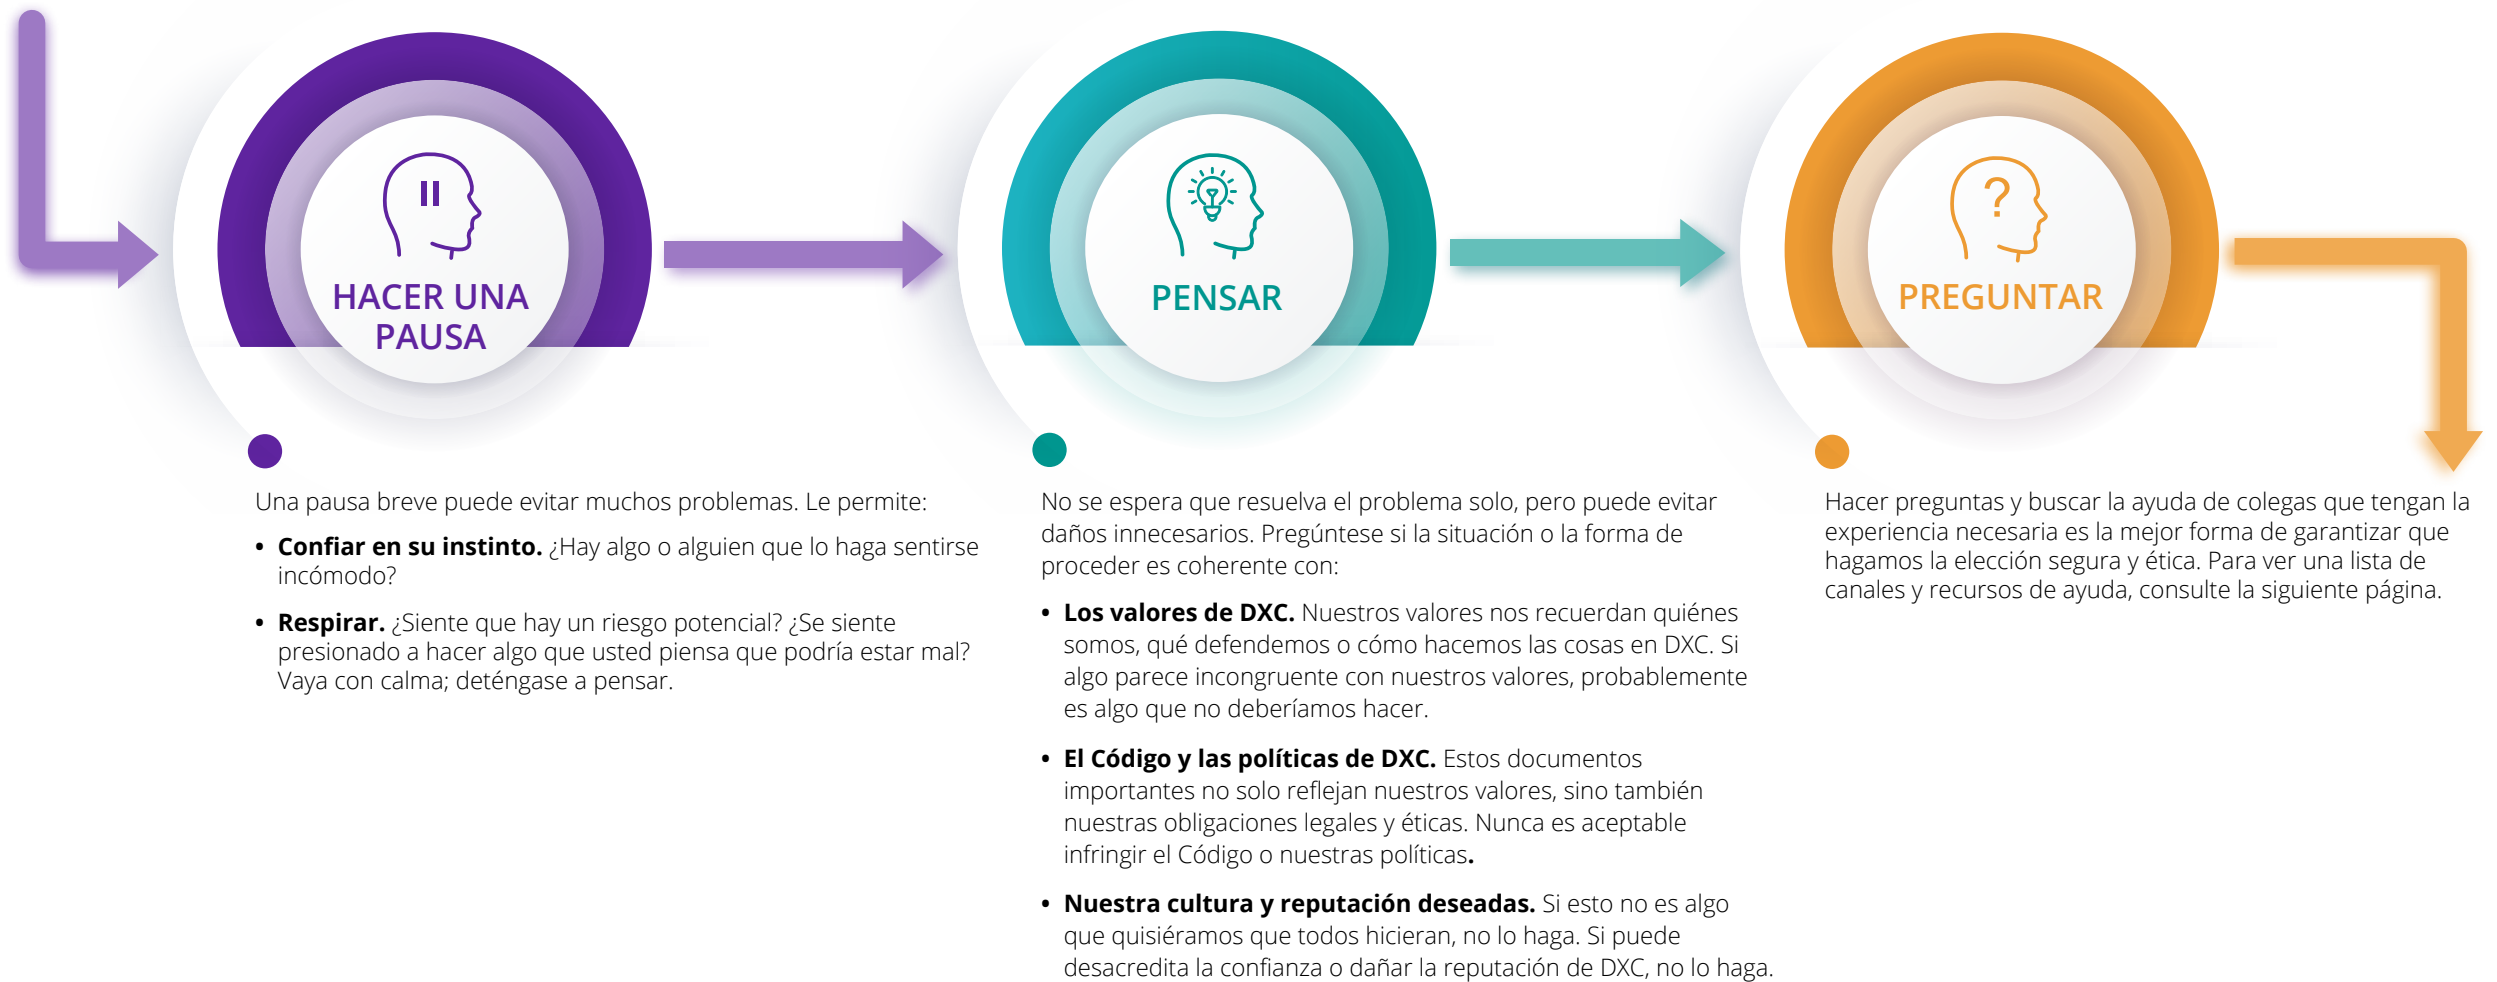 HACER UNA
PAUSA
Una pausa breve puede evitar muchos problemas. Le permite:
• Confiar en su instinto. ¿Hay algo o alguien que lo haga sentirse
incómodo?
• Respirar. ¿Siente que hay un riesgo potencial? ¿Se siente
presionado a hacer algo que usted piensa que podría estar mal?
Vaya con calma; deténgase a pensar.
PENSAR
No se espera que resuelva el problema solo, pero puede evitar
daños innecesarios. Pregúntese si la situación o la forma de
proceder es coherente con:
• Los valores de DXC. Nuestros valores nos recuerdan quiénes
somos, qué defendemos o cómo hacemos las cosas en DXC. Si
algo parece incongruente con nuestros valores, probablemente
es algo que no deberíamos hacer.
• El Código y las políticas de DXC. Estos documentos
importantes no solo reflejan nuestros valores, sino también
nuestras obligaciones legales y éticas. Nunca es aceptable
infringir el Código o nuestras políticas.
• Nuestra cultura y reputación deseadas. Si esto no es algo
que quisiéramos que todos hicieran, no lo haga. Si puede
desacredita la confianza o dañar la reputación de DXC, no lo haga.
?
PREGUNTAR
Hacer preguntas y buscar la ayuda de colegas que tengan la
experiencia necesaria es la mejor forma de garantizar que
hagamos la elección segura y ética. Para ver una lista de
canales y recursos de ayuda, consulte la siguiente página.